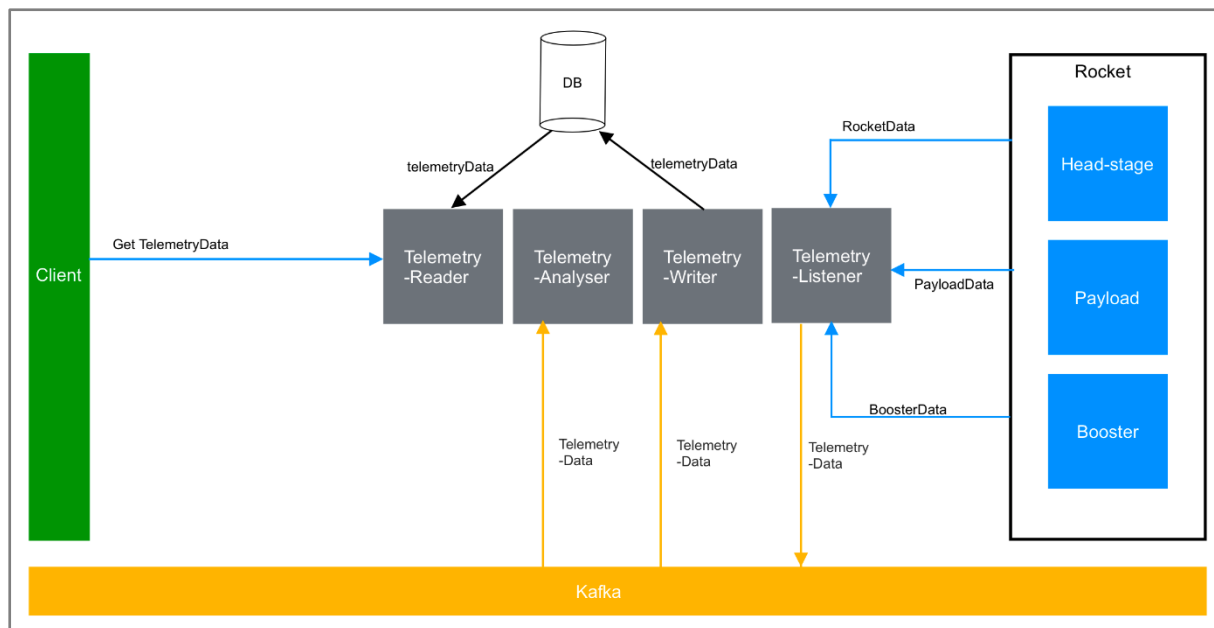 DB
Rocket
RocketData
Head-stage
telemetryData
telemetryData
Get TelemetryData
Client
Telemetry
-Reader
Telemetry
-Analyser
Telemetry
-Writer
Telemetry
-Listener
PayloadData
Payload
BoosterData
Booster
Telemetry
-Data
Telemetry
-Data
Telemetry
-Data
Kafka